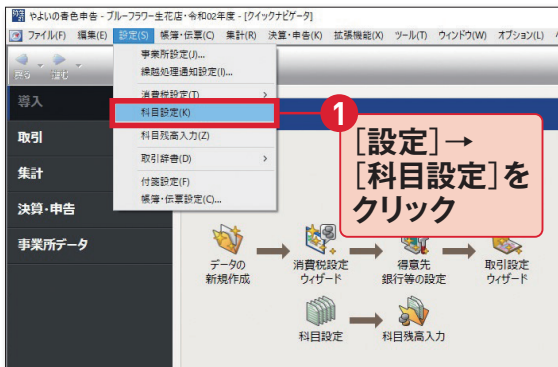 やよいの青色申告 - ブルーフラワー生花店・令和02年度 - [クイックナビゲータ]
ファイル(F) 編集(E) 設定(S) 帳簿・伝票(C) 集計(R) 決算・申告(K) 拡張機能(X) ツール(T) ウィンドウ(W) オプション(L)
戻る 進む
事業所設定(J)...
繰越処理通知設定(I)...
消費税設定(T)
科目設定(K)
科目残高入力(Z)
取引辞書(D)
付箋設定(F)
帳簿・伝票設定(C)...
導入
取引
集計
決算・申告
事業所データ
1
[設定]→
[科目設定]を
クリック
データの
新規作成
消費税設定
ウィザード
得意先
銀行等の設定
取引設定
ウィザード
科目設定
科目残高入力